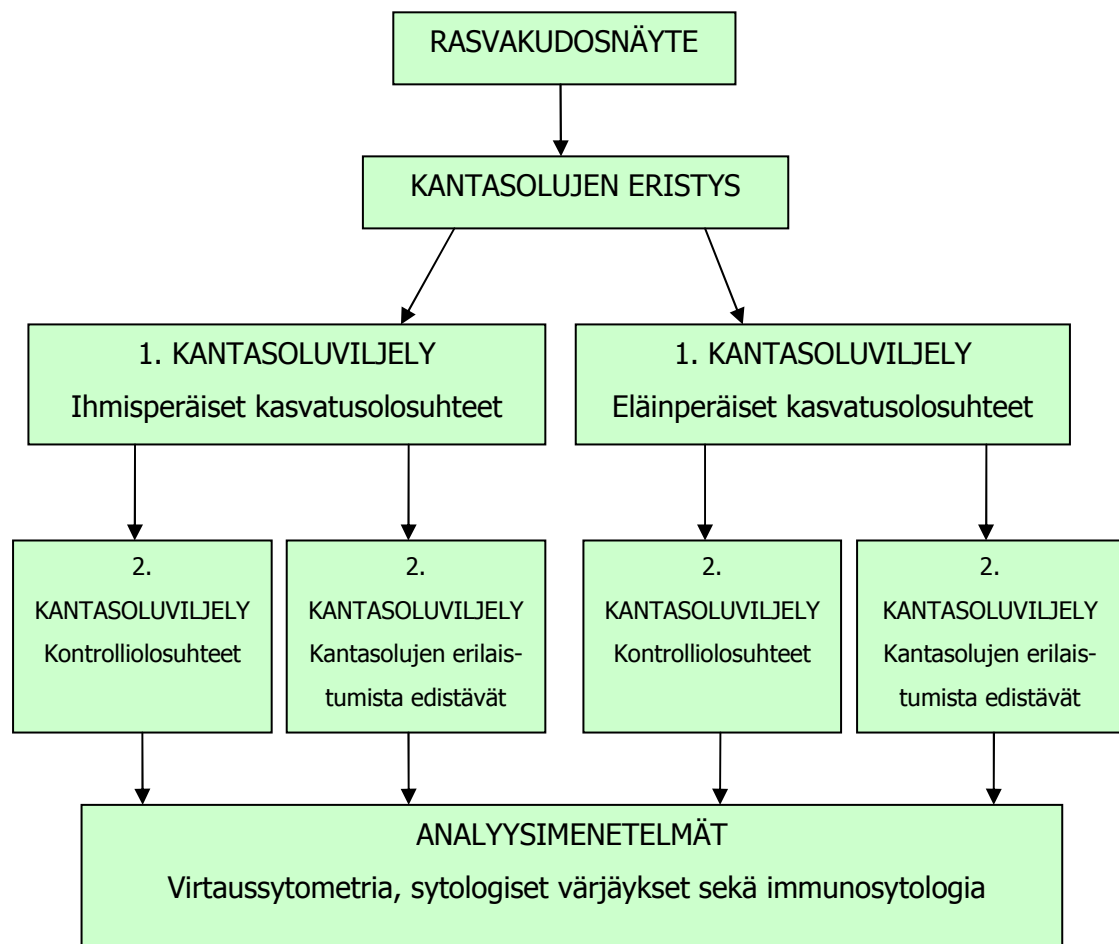 RASVAKUDOSNÄYTE
KANTASOLUJEN ERISTYS
1. KANTASOLUVILJELY
Ihmisperäiset kasvatusolosuhteet
1. KANTASOLUVILJELY
Eläinperäiset kasvatusolosuhteet
2.
KANTASOLUVILJELY
Kontrolliolosuhteet
2.
KANTASOLUVILJELY
Kantasolujen erilais-
tumista edistävät
2.
KANTASOLUVILJELY
Kontrolliolosuhteet
2.
KANTASOLUVILJELY
Kantasolujen erilais-
tumista edistävät
ANALYYSIMENETELMÄT
Virtaussytometria, sytologiset värjäykset sekä immunosytologia